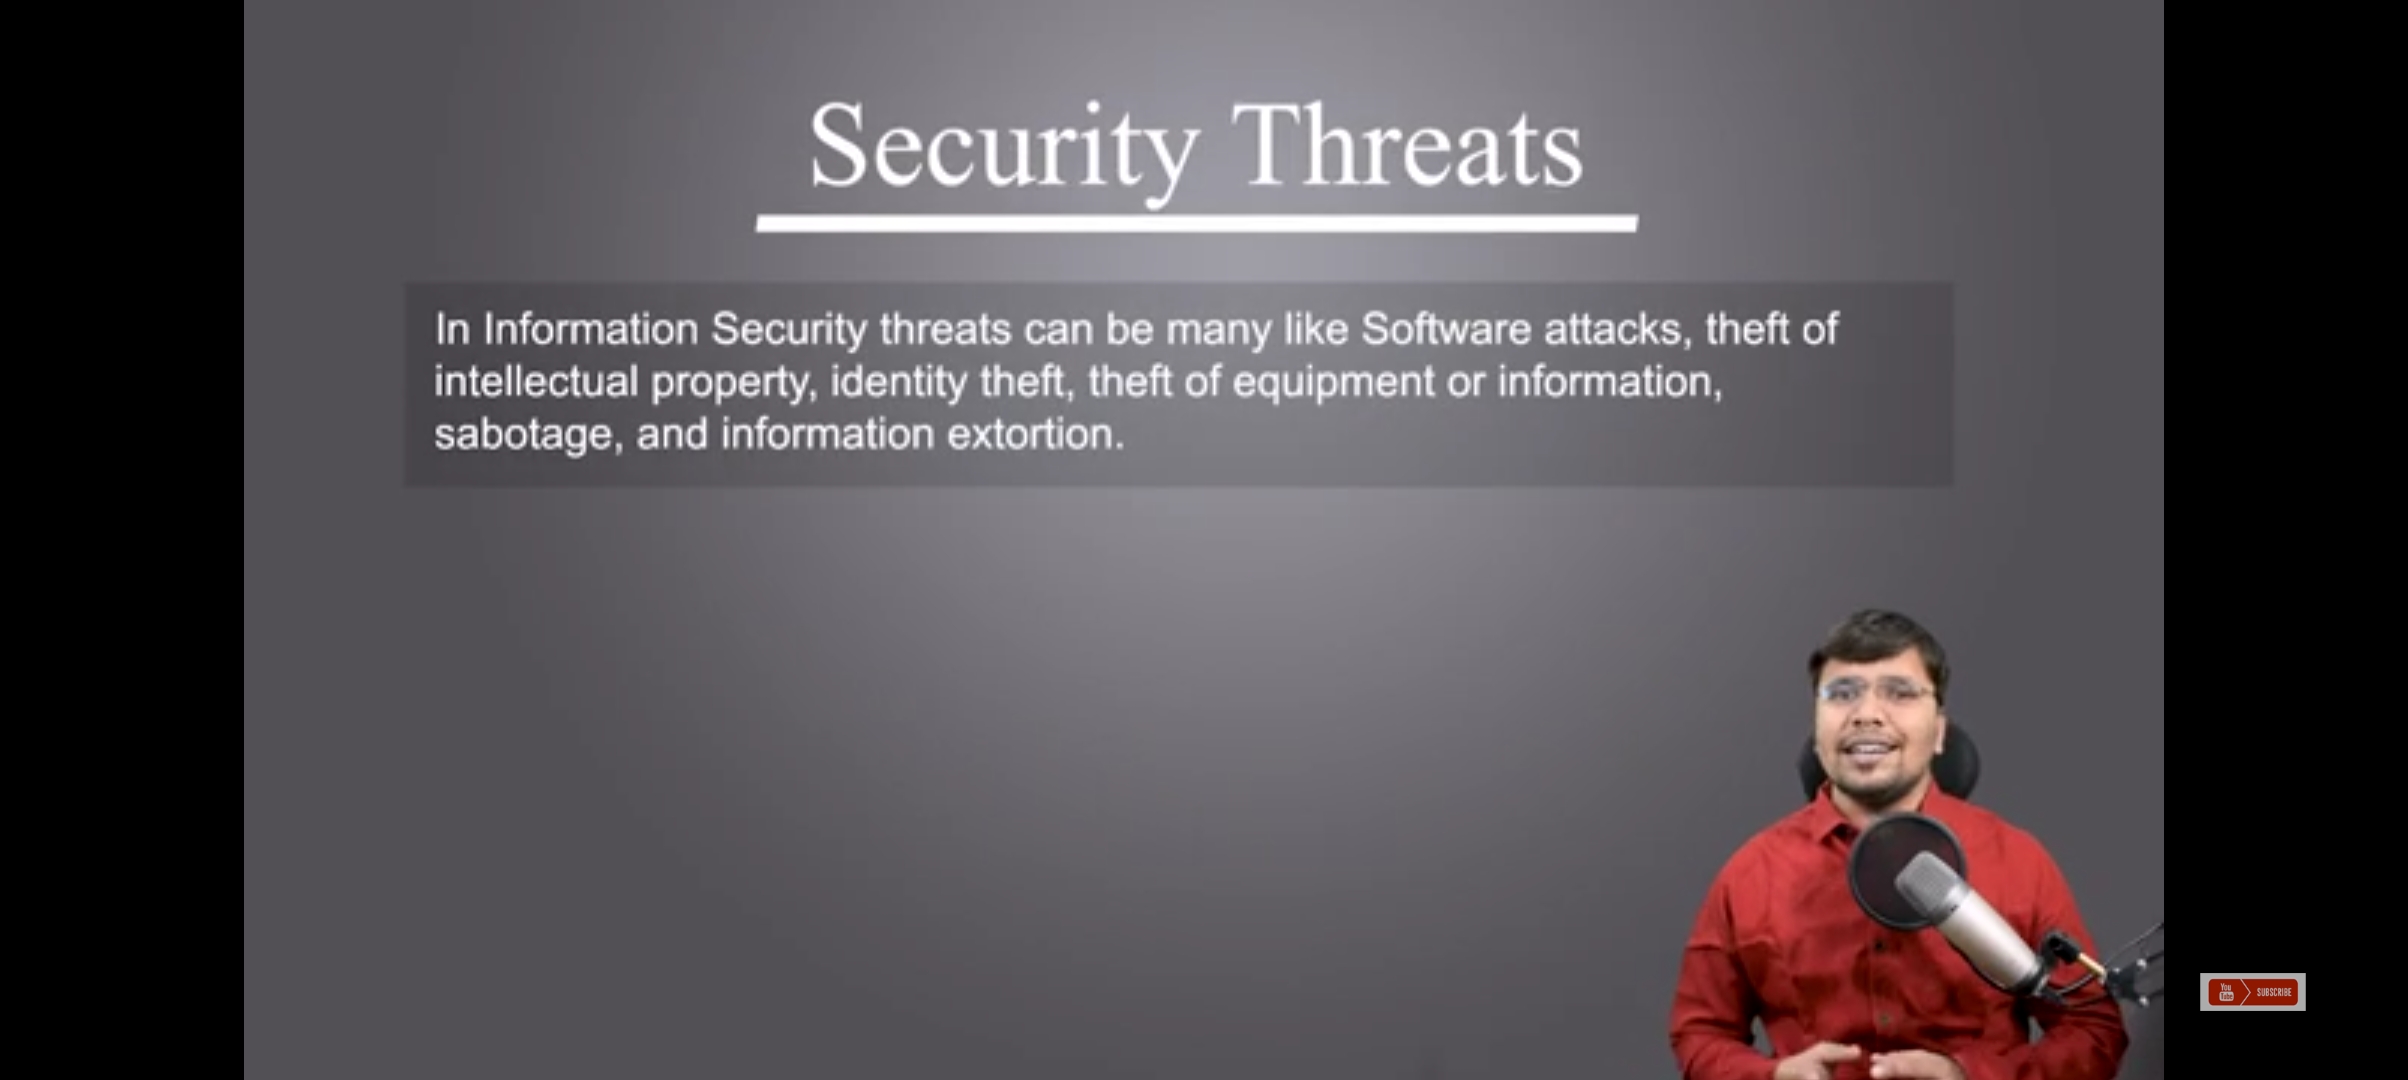 Security Threats
In Information Security threats can be many like Software attacks, theft of
intellectual property, identity theft, theft of equipment or information,
sabotage, and information extortion.
You
Tube
SUBSCRIBE